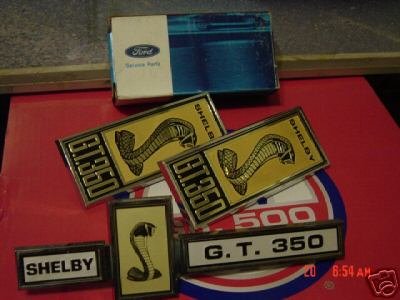 Ford
Service Parts
SHELBY
GT350
SHELBY
GT350
500
SHELBY
G.T. 350
20 6:54 AM